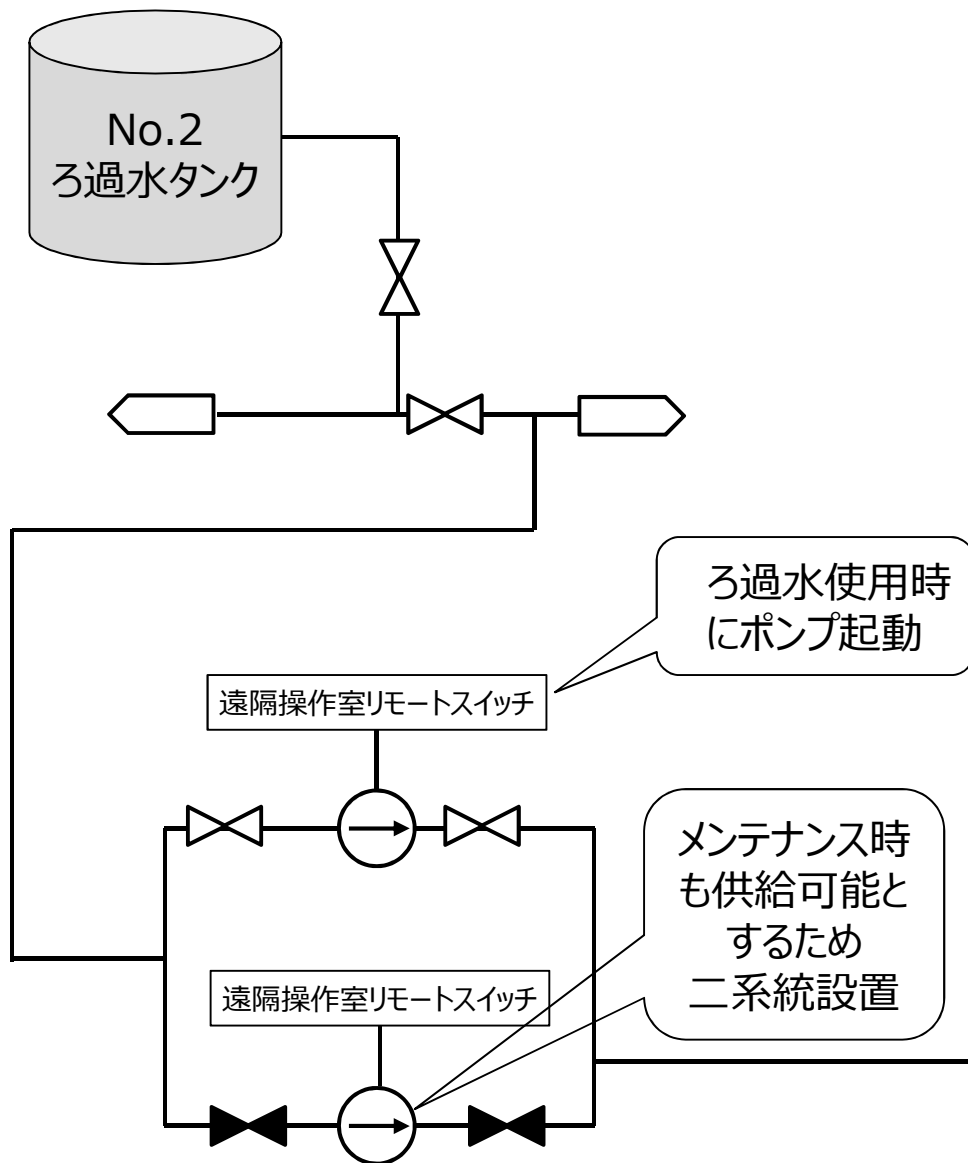 No.2
ろ過水タンク
ろ過水使用時
にポンプ起動
遠隔操作室リモートスイッチ
メンテナンス時
も供給可能と
するため
二系統設置
遠隔操作室リモートスイッチ